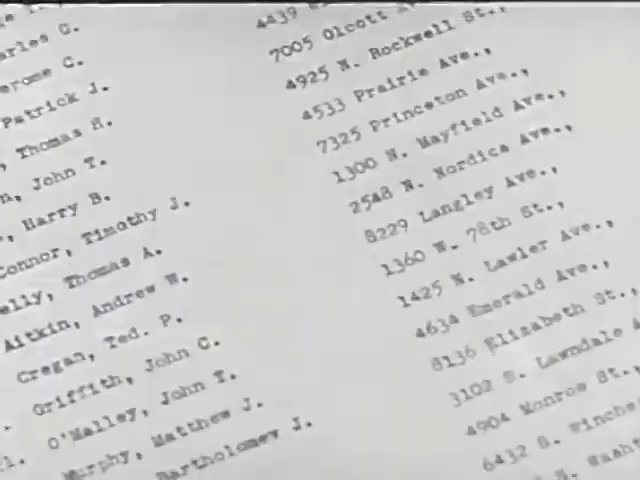 arles C.
erome C.
Patrick J. 4439
, Thomas H. 7005 Olcott
n, John T. 4925 N. Rockwell St.,
, Harry B. 4533 Prairie Ave.,
Connor, Timothy J. 7325 Princeton Ave.,
elly, Thomas A. 1300 N. Mayfield Ave.,
Aitkin, Andrew W. 2548 N. Nordica Ave.,
Cregan, Ted. P. 8229 Langley Ave.,
Griffith, John C. 1360 W. 78th St.,
O'Malley, John T. 1425 N. Lawler Ave.,
Murphy, Matthew J. 4634 Emerald Ave.,
Bartholomew J. 8136 Elizabeth St.,
3102 S. Lawndale A
4904 Monroe St.,
6432 S. Winche